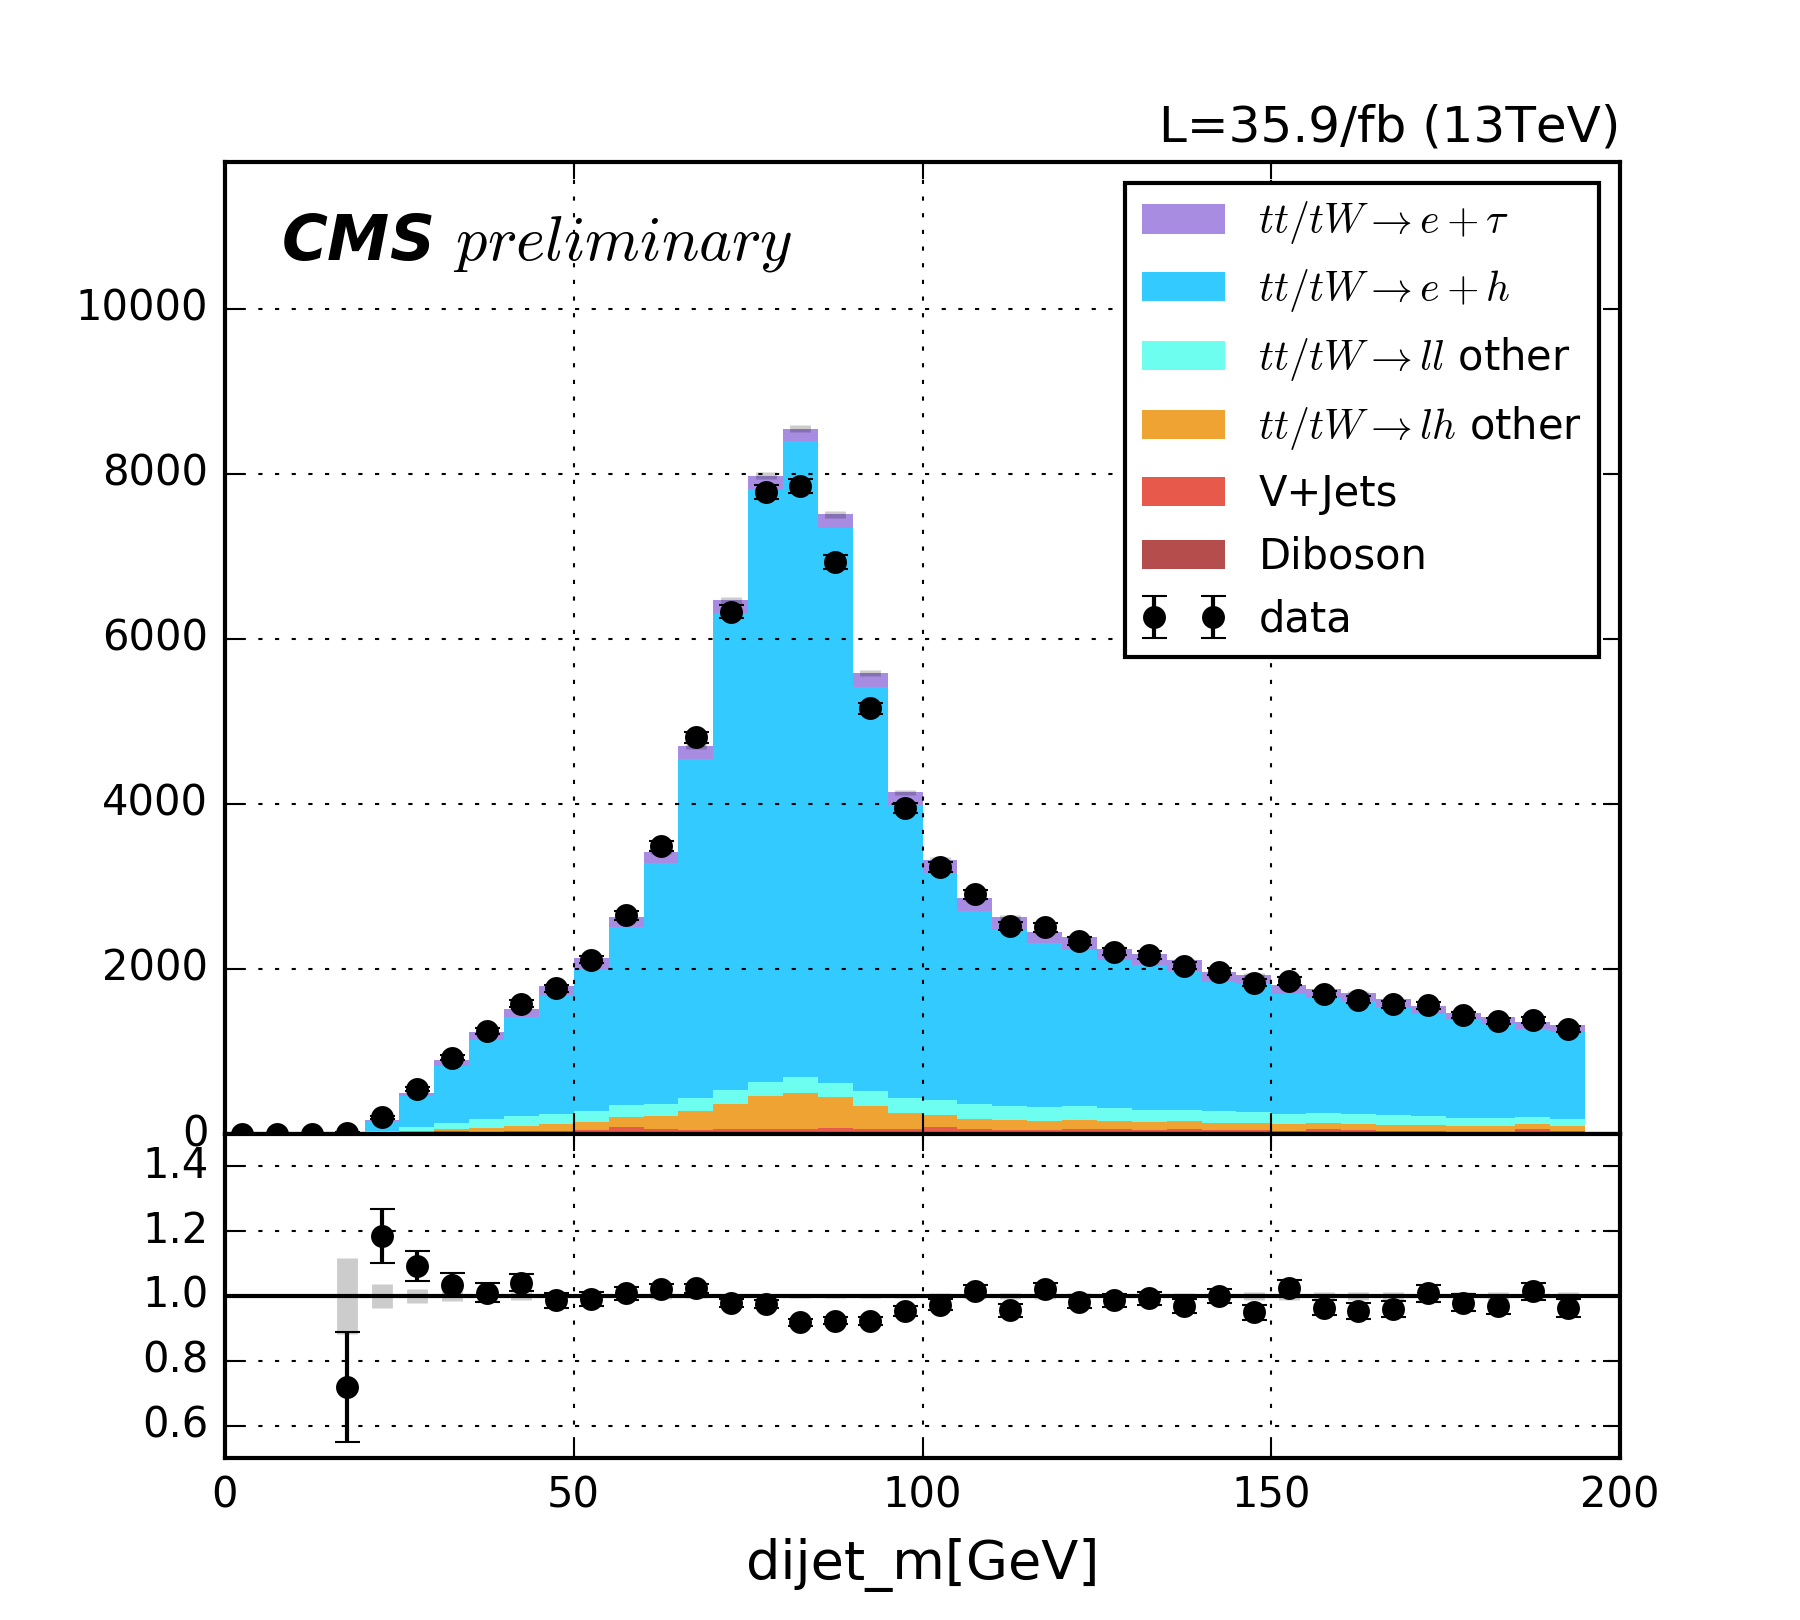 L=35.9/fb (13TeV)
CMS preliminary
tt/tW→e+τ
tt/tW→e+h
tt/tW→ll other
tt/tW→lh other
V+Jets
Diboson
data
10000
8000
6000
4000
2000
0
1.4
1.2
1.0
0.8
0.6
0 50 100 150 200
dijet_m[GeV]